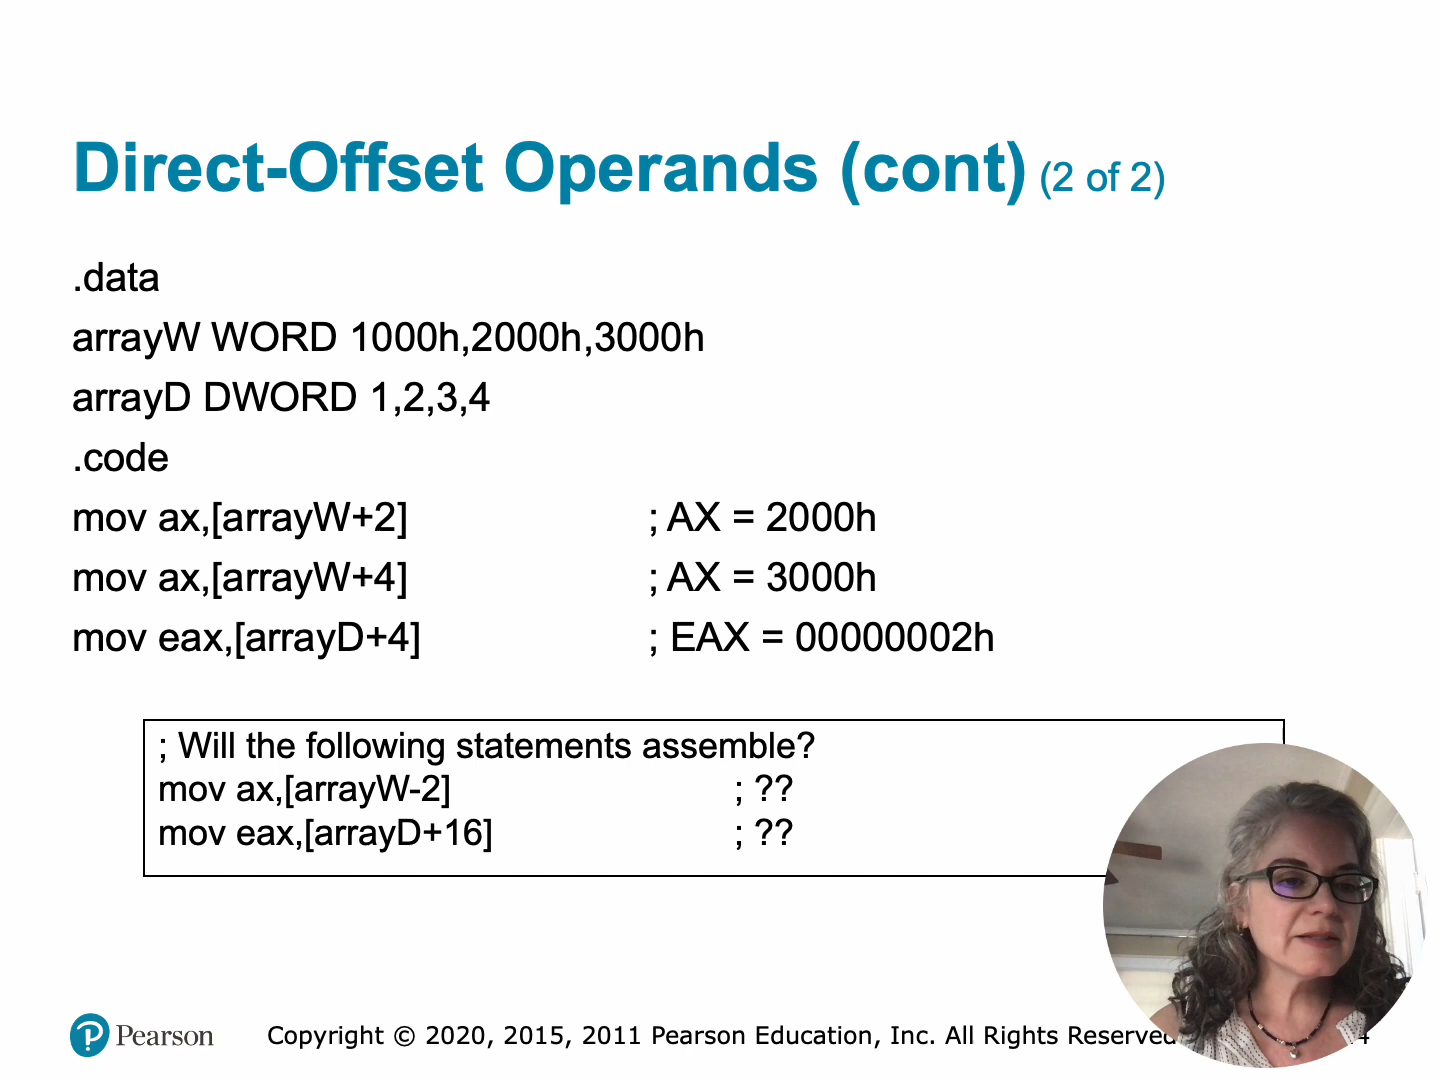 Direct-Offset Operands (cont) (2 of 2)
.data
arrayW WORD 1000h,2000h,3000h
arrayD DWORD 1,2,3,4
.code
mov ax,[arrayW+2] ; AX = 2000h
mov ax,[arrayW+4] ; AX = 3000h
mov eax,[arrayD+4] ; EAX = 00000002h
; Will the following statements assemble?
mov ax,[arrayW-2] ; ??
mov eax,[arrayD+16] ; ??
P Pearson Copyright © 2020, 2015, 2011 Pearson Education, Inc. All Rights Reserved